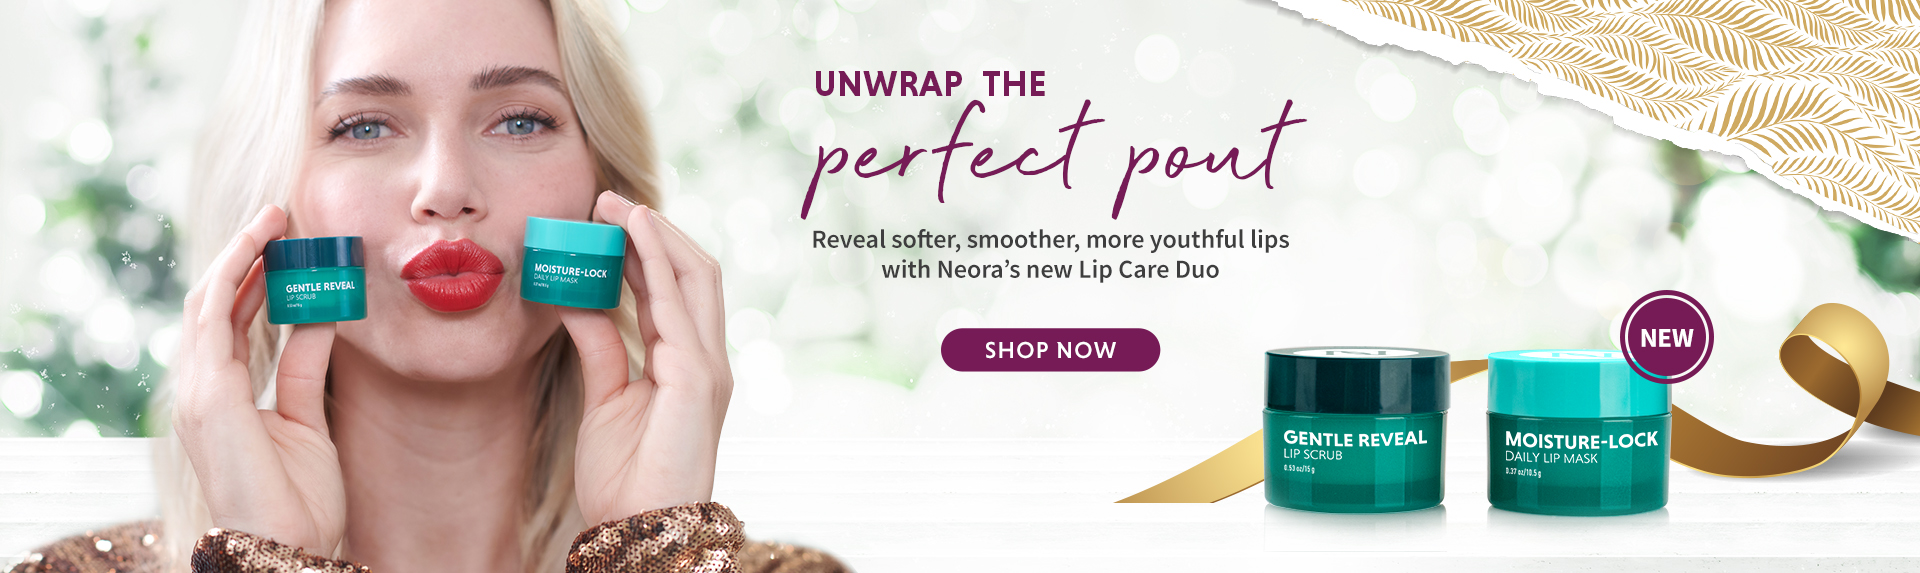 UNWRAP THE
perfect pout
Reveal softer, smoother, more youthful lips
with Neora's new Lip Care Duo
SHOP NOW
GENTLE REVEAL
LIP SCRUB
MOISTURE-LOCK
DAILY LIP MASK
NEW
GENTLE REVEAL
LIP SCRUB
0.53 oz/15 g
MOISTURE-LOCK
DAILY LIP MASK
0.37 oz/10.5 g